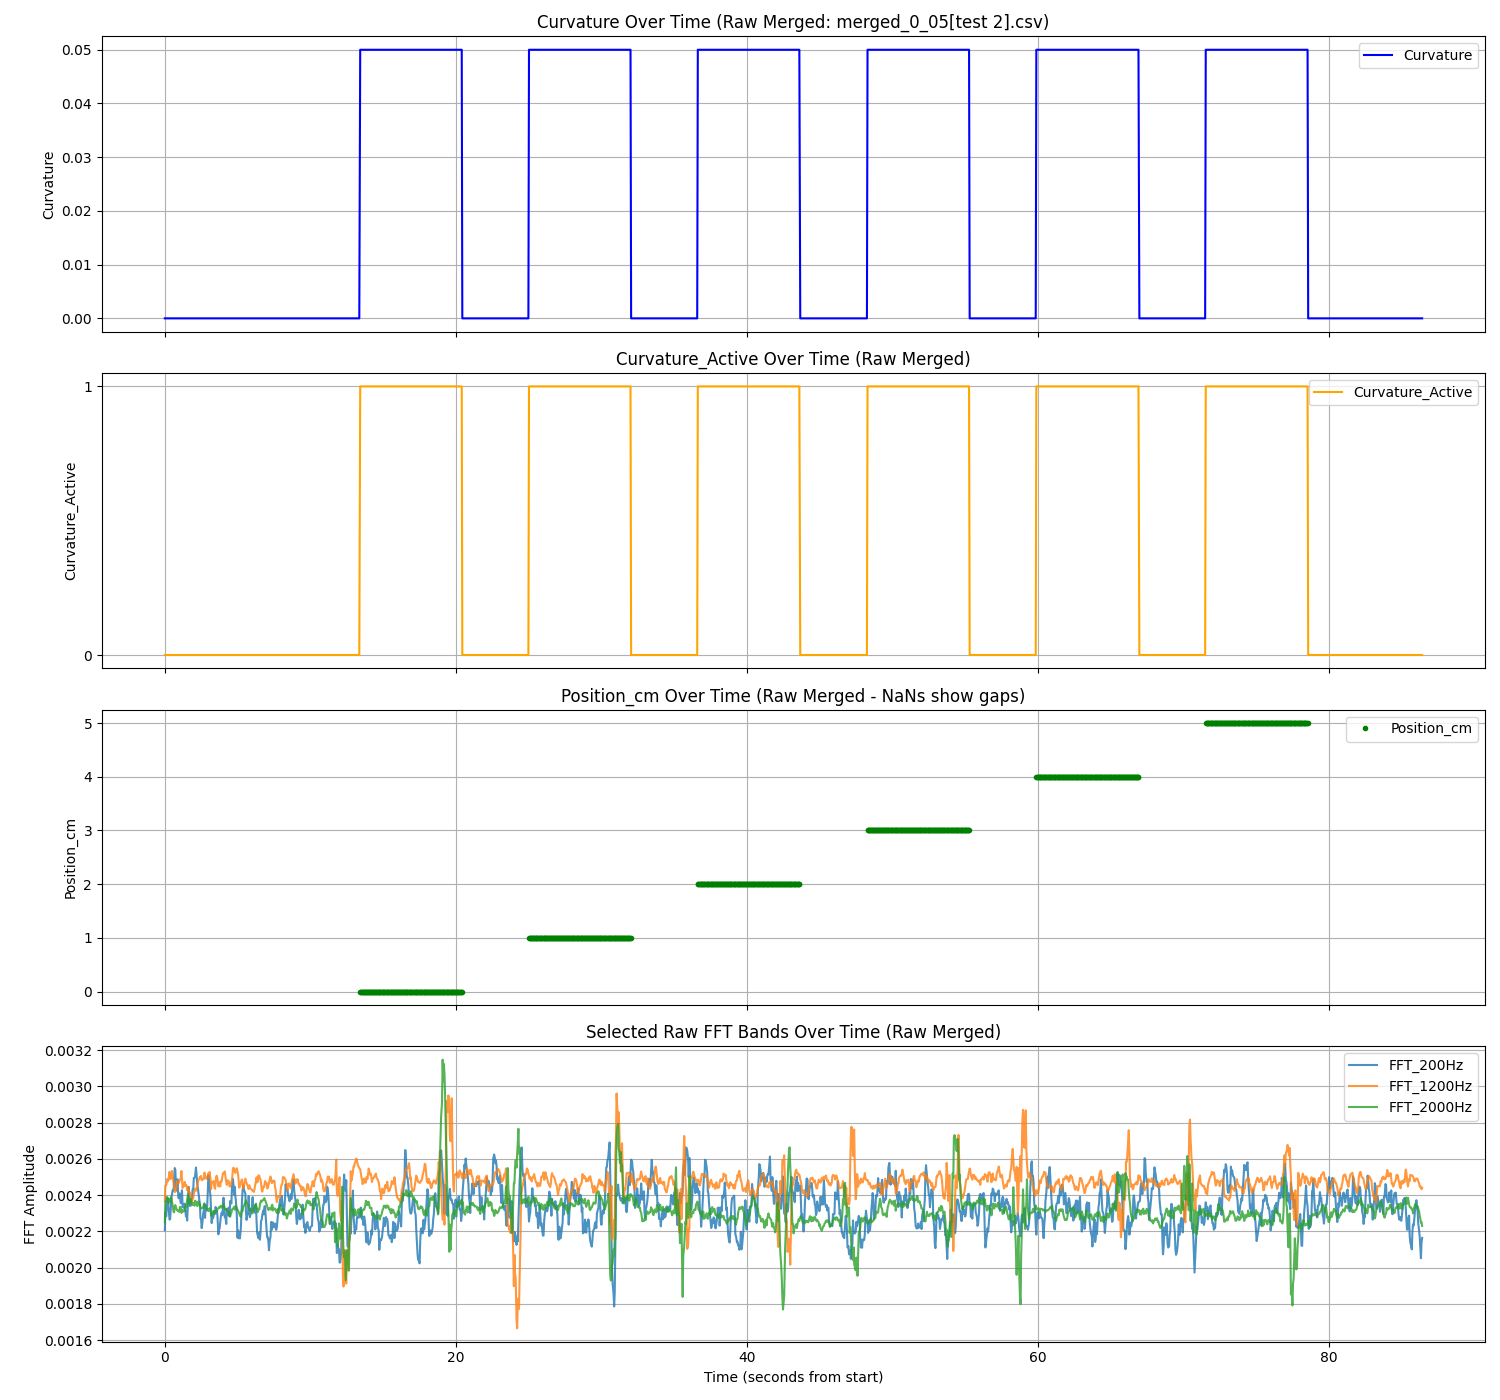 Curvature Over Time (Raw Merged: merged_0_05[test 2].csv)
0.05
0.04
0.03
0.02
0.01
0.00
Curvature
Curvature
Curvature_Active Over Time (Raw Merged)
1
0
Curvature_Active
Curvature_Active
Position_cm Over Time (Raw Merged - NaNs show gaps)
5
4
3
2
1
0
Position_cm
Position_cm
Selected Raw FFT Bands Over Time (Raw Merged)
0.0032
0.0030
0.0028
0.0026
0.0024
0.0022
0.0020
0.0018
0.0016
FFT Amplitude
FFT_200Hz
FFT_1200Hz
FFT_2000Hz
0 20 40 60 80
Time (seconds from start)